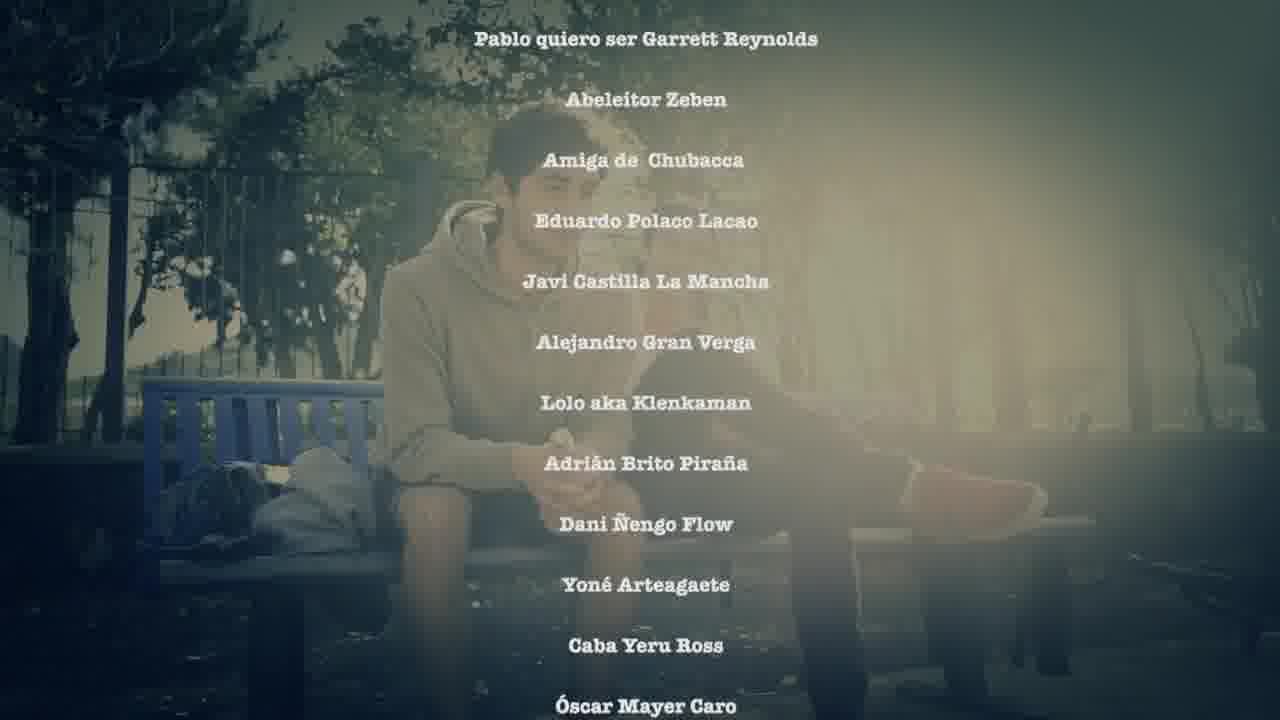 Pablo quiero ser Garrett Reynolds
Abeleitor Zeben
Amiga de Chubacca
Eduardo Polaco Lacao
Javi Castilla La Mancha
Alejandro Gran Verga
Lolo aka Klenkaman
Adrián Brito Piraña
Dani Ñengo Flow
Yoné Arteagaete
Caba Yeru Ross
Óscar Mayer Caro